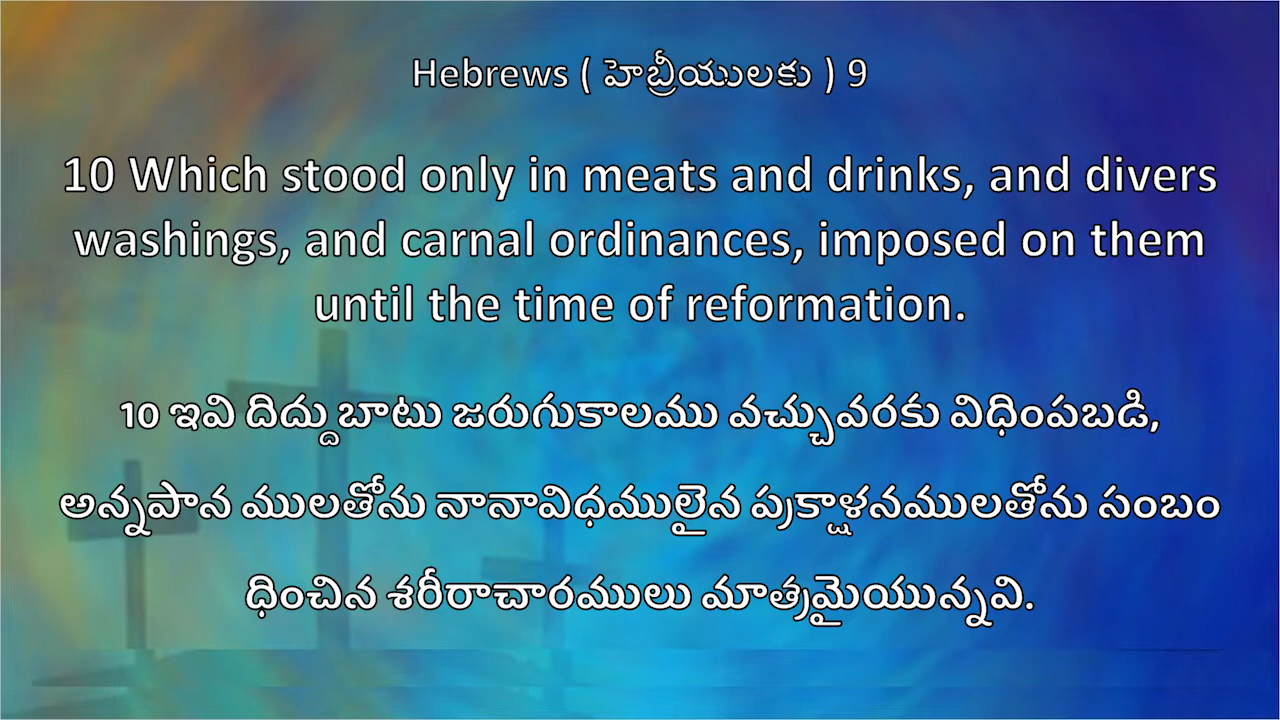 Hebrews ( హెబ్రీయులకు ) 9
10 Which stood only in meats and drinks, and divers
washings, and carnal ordinances, imposed on them
until the time of reformation.
10 ఇవి దిద్దుబాటు జరుగుకాలము వచ్చువరకు విధింపబడి,
అన్నపాన ములతోను నానావిధములైన ప్రక్షాళనములతోను సంబం
ధించిన శరీరాచారములు మాత్రమైయున్నవి.